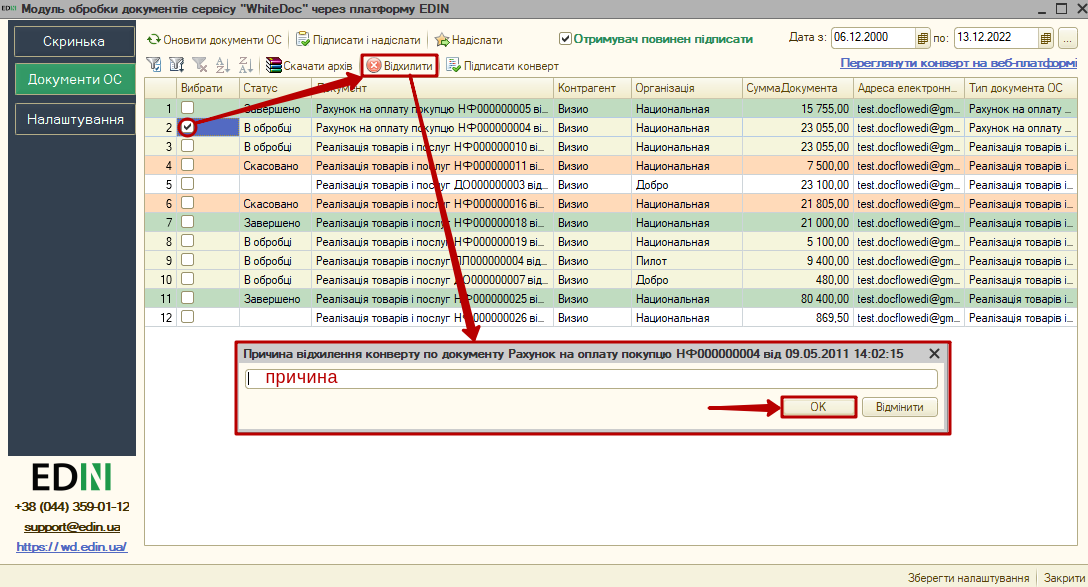 EDIN Модуль обробки документів сервісу "WhiteDoc" через платформу EDIN
Скринька
Документи ОС
Налаштування
Оновити документи ОС Підписати і надіслати Надіслати Отримувач повинен підписати Дата з: 06.12.2000 по: 13.12.2022 ...
Скачати архів Відхилити Підписати конверт Переглянути конверт на веб-платформі
Вибрати Статус Документ Контрагент Організація СуммаДокумента Адреса електронн... Тип документа ОС
1 Завершено Рахунок на оплату покупцю НФ000000005 ві... Визио Национальная 15 755,00 test.docflowedi@gm... Рахунок на оплату ...
2 В обробці Рахунок на оплату покупцю НФ000000004 ві... Визио Национальная 23 055,00 test.docflowedi@gm... Рахунок на оплату ...
3 В обробці Реалізація товарів і послуг НФ000000010 ві... Визио Национальная 23 055,00 test.docflowedi@gm... Реалізація товарів і...
4 Скасовано Реалізація товарів і послуг НФ000000011 ві... Визио Национальная 7 500,00 test.docflowedi@gm... Реалізація товарів і...
5 Реалізація товарів і послуг ДО000000003 від... Визио Добро 23 100,00 test.docflowedi@gm... Реалізація товарів і...
6 Скасовано Реалізація товарів і послуг НФ000000016 ві... Визио Национальная 21 805,00 test.docflowedi@gm... Реалізація товарів і...
7 Завершено Реалізація товарів і послуг НФ000000018 ві... Визио Национальная 21 000,00 test.docflowedi@gm... Реалізація товарів і...
8 В обробці Реалізація товарів і послуг НФ000000019 ві... Визио Национальная 5 100,00 test.docflowedi@gm... Реалізація товарів і...
9 В обробці Реалізація товарів і послуг ПЛ000000004 від... Визио Пилот 9 400,00 test.docflowedi@gm... Реалізація товарів і...
10 В обробці Реалізація товарів і послуг ДО000000007 від... Визио Добро 480,00 test.docflowedi@gm... Реалізація товарів і...
11 Завершено Реалізація товарів і послуг НФ000000025 ві... Визио Национальная 80 400,00 test.docflowedi@gm... Реалізація товарів і...
12 Реалізація товарів і послуг НФ000000026 ві... Визио Национальная 869,50 test.docflowedi@gm... Реалізація товарів і...
Причина відхилення конверту по документу Рахунок на оплату покупцю НФ000000004 від 09.05.2011 14:02:15
причина
OK Відмінити
EDIN
+38 (044) 359-01-12
support@edin.ua
https://wd.edin.ua/
Зберегти налаштування Закрити